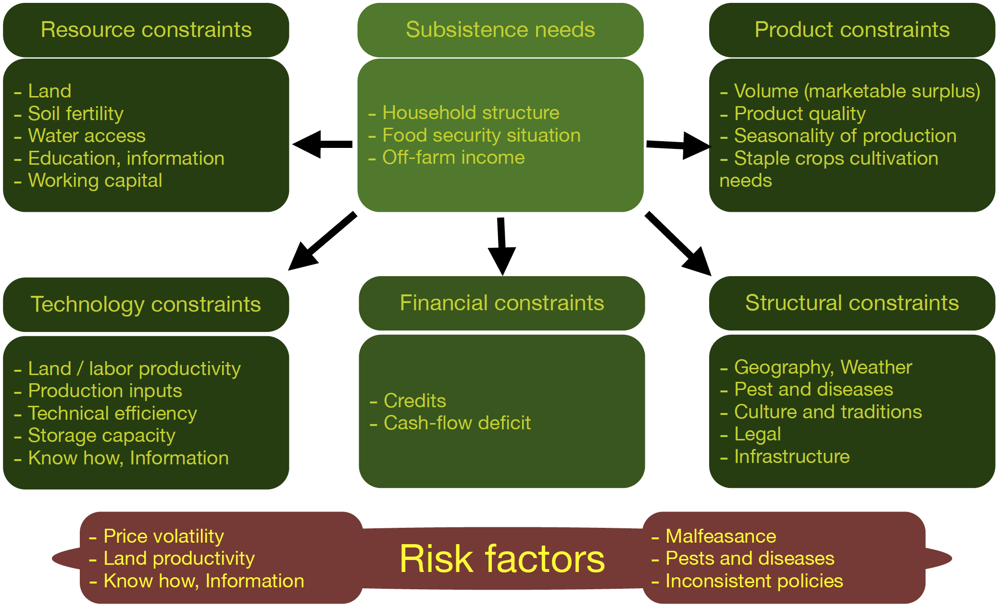 Resource constraints
- Land
- Soil fertility
- Water access
- Education, information
- Working capital
Subsistence needs
- Household structure
- Food security situation
- Off-farm income
Product constraints
- Volume (marketable surplus)
- Product quality
- Seasonality of production
- Staple crops cultivation
needs
Technology constraints
- Land / labor productivity
- Production inputs
- Technical efficiency
- Storage capacity
- Know how, Information
Financial constraints
- Credits
- Cash-flow deficit
Structural constraints
- Geography, Weather
- Pest and diseases
- Culture and traditions
- Legal
- Infrastructure
- Price volatility
- Land productivity
- Know how, Information
Risk factors
- Malfeasance
- Pests and diseases
- Inconsistent policies